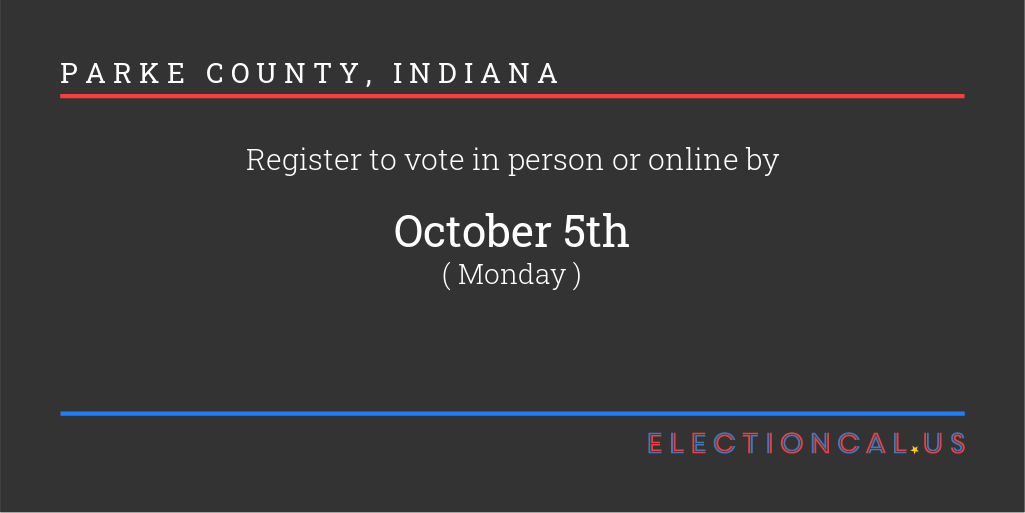 PARKE COUNTY, INDIANA
Register to vote in person or online by
October 5th
( Monday )
ELECTIONCAL.US